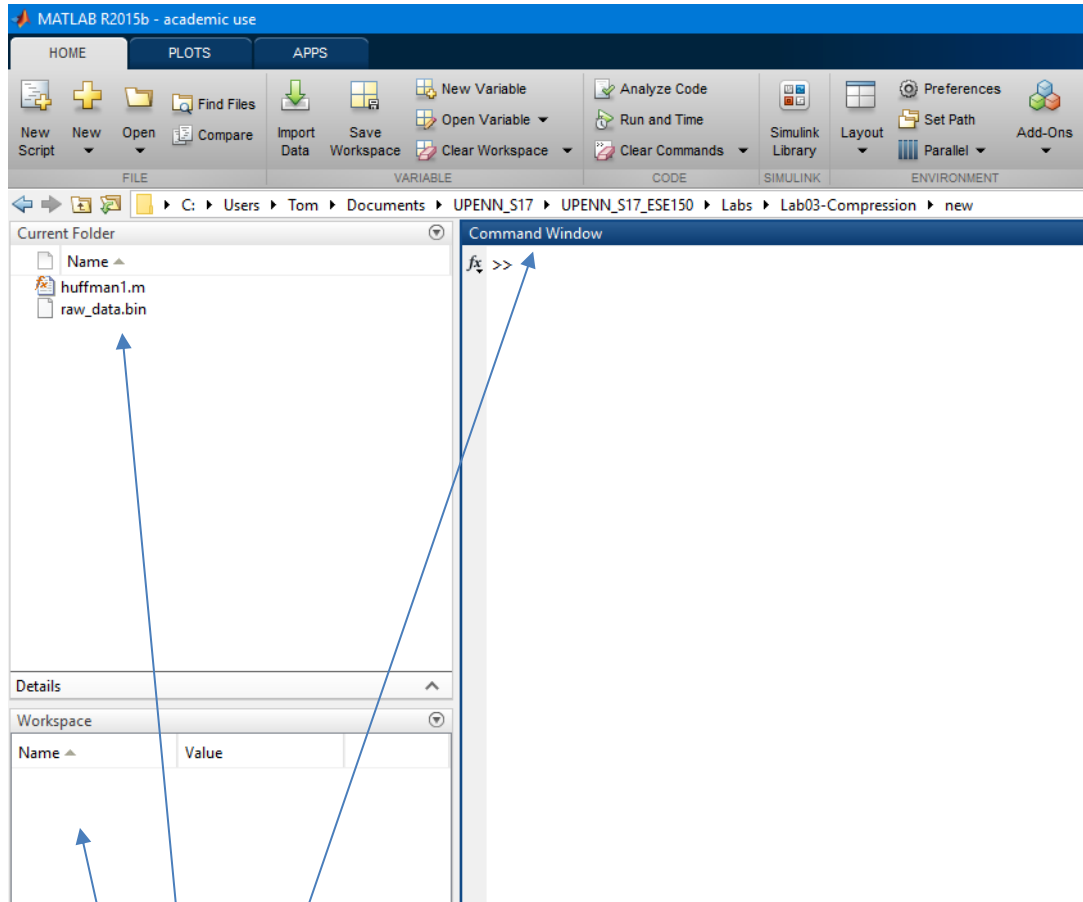 MATLAB R2015b - academic use
HOME PLOTS APPS
New Script
New
Open
Find Files
Compare
FILE
Import Data
Save Workspace
New Variable
Open Variable
Clear Workspace
VARIABLE
Analyze Code
Run and Time
Clear Commands
CODE
Simulink Library
SIMULINK
Layout
Preferences
Set Path
Parallel
Add-Ons
ENVIRONMENT
C: Users Tom Documents UPENN_S17 UPENN_S17_ESE150 Labs Lab03-Compression new
Current Folder
Name
huffman1.m
raw_data.bin
Details
Workspace
Name Value
Command Window
fx >>